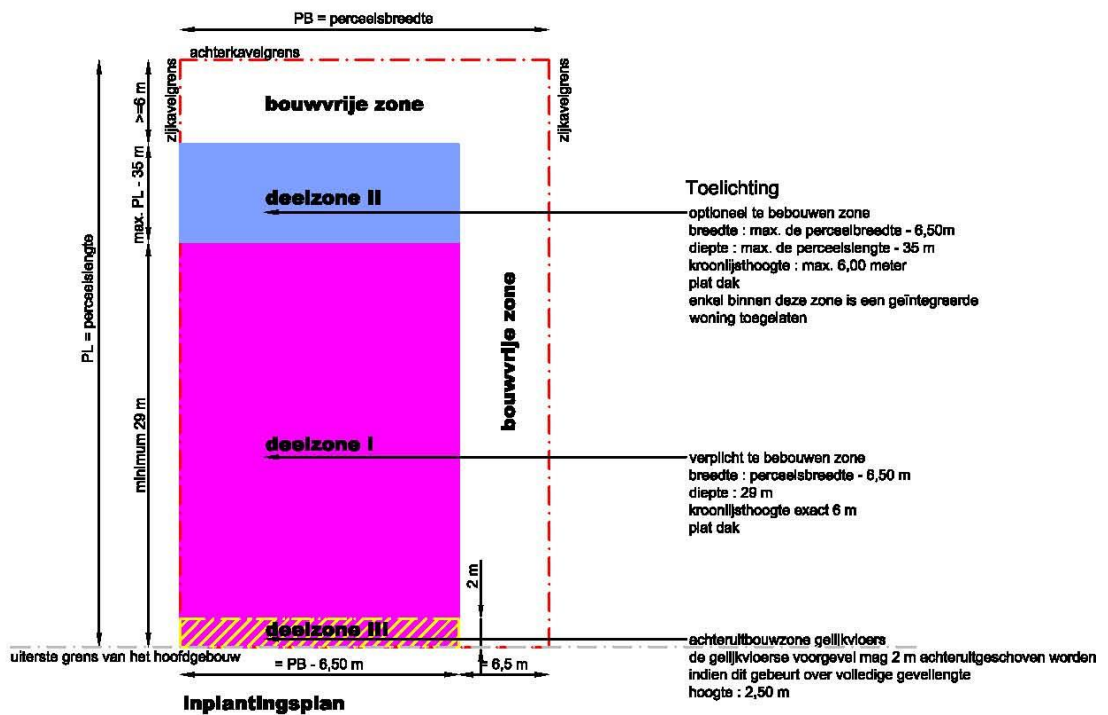 PB = perceelsbreedte
achterkavelgrens
zijkavelgrens
zijkavelgrens
>=6 m
bouwvrije zone
max. PL - 35 m
deelzone II
PL = perceelslengte
minimum 29 m
bouwvrije zone
deelzone I
2 m
deelzone III
uiterste grens van het hoofdgebouw
= PB - 6,50 m
= 6,5 m
inplantingsplan
Toelichting
optioneel te bebouwen zone
breedte : max. de perceelbreedte - 6,50m
diepte : max. de perceelslengte - 35 m
kroonlijsthoogte : max. 6,00 meter
plat dak
enkel binnen deze zone is een geïntegreerde
woning toegelaten
verplicht te bebouwen zone
breedte : perceelsbreedte - 6,50 m
diepte : 29 m
kroonlijsthoogte exact 6 m
plat dak
achteruitbouwzone gelijkvloers
de gelijkvloerse voorgevel mag 2 m achteruitgeschoven worden
indien dit gebeurt over volledige gevellengte
hoogte : 2,50 m